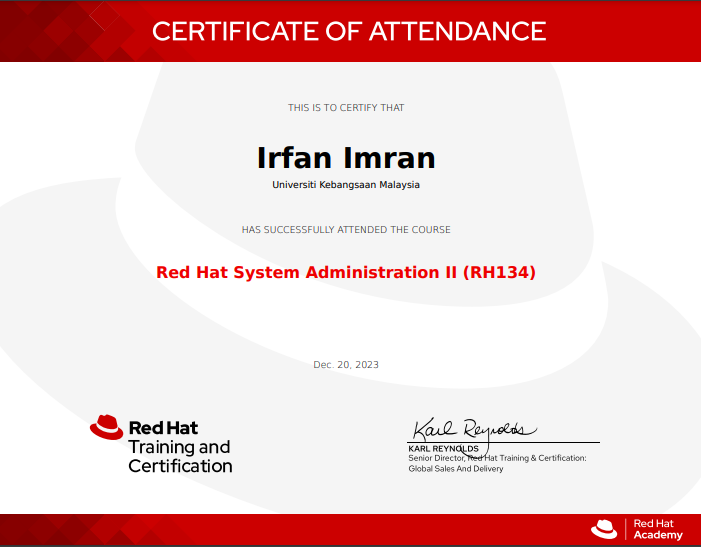 CERTIFICATE OF ATTENDANCE
THIS IS TO CERTIFY THAT
Irfan Imran
Universiti Kebangsaan Malaysia
HAS SUCCESSFULLY ATTENDED THE COURSE
Red Hat System Administration II (RH134)
Dec. 20, 2023
Red Hat
Training and
Certification
Karl Reynolds
KARL REYNOLDS
Senior Director, Red Hat Training & Certification:
Global Sales And Delivery
Red Hat
Academy